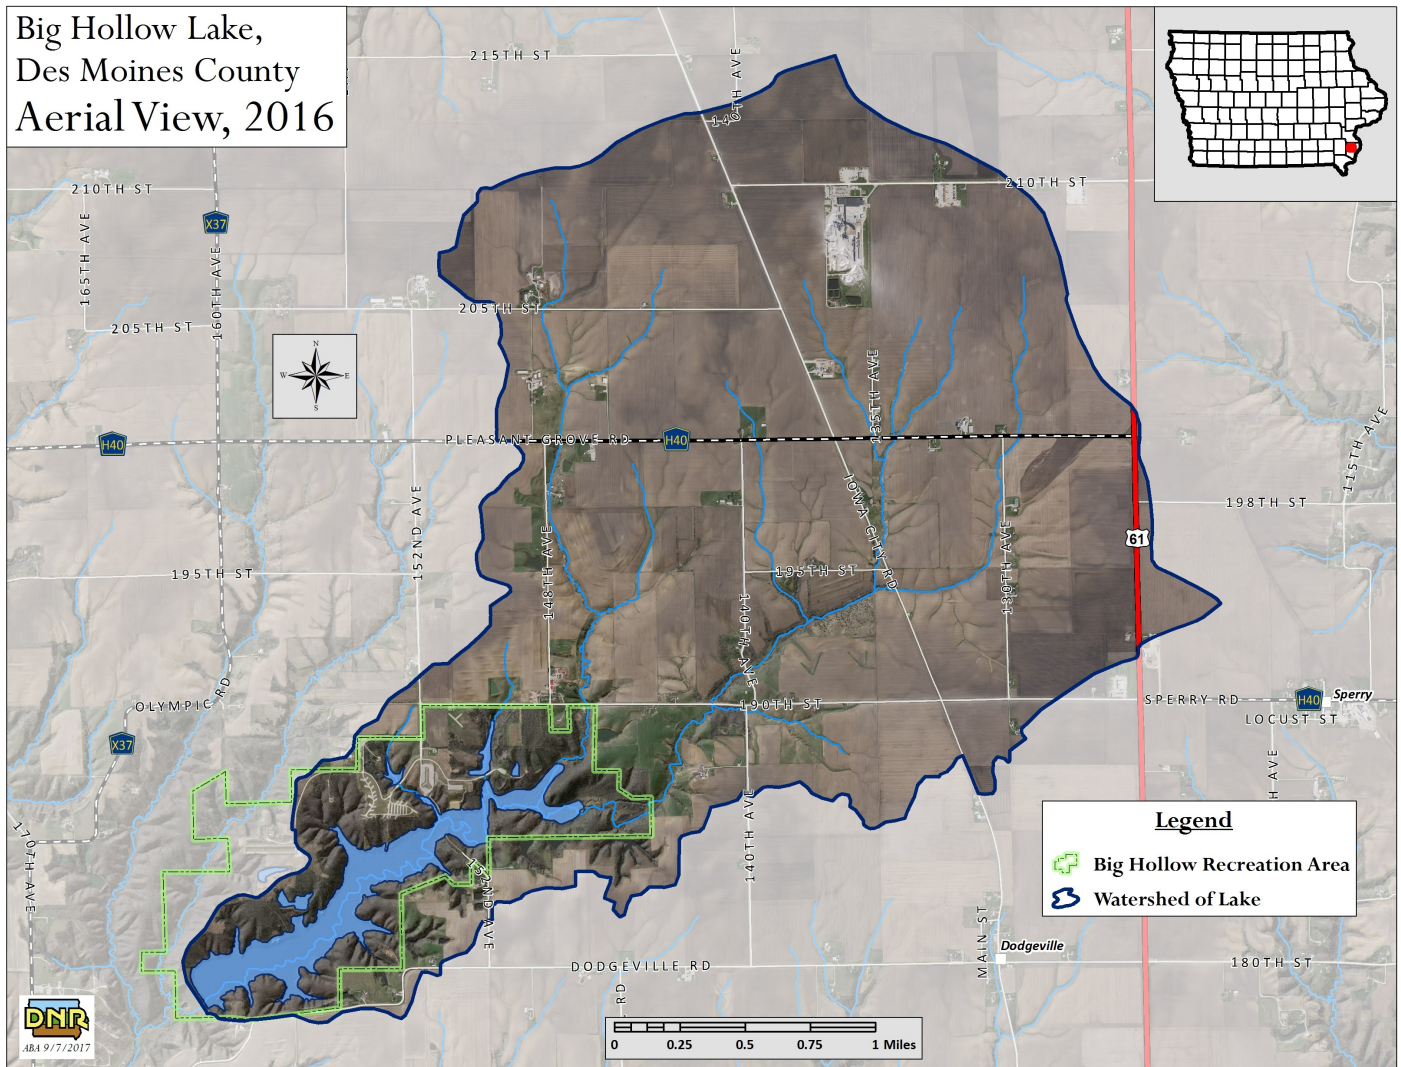 Big Hollow Lake,
Des Moines County
Aerial View, 2016
215TH ST
140TH AVE
210TH ST
210TH ST
X37
165TH AVE
160TH AVE
205TH ST
205TH ST
N
W E
S
135TH AVE
115TH AVE
H40
PLEASANT GROVE RD
H40
IOWA CITY RD
198TH ST
152ND AVE
148TH AVE
61
195TH ST
195TH ST
130TH AVE
140TH AVE
OLYMPIC RD
190TH ST
SPERRY RD
H40
Sperry
LOCUST ST
X37
H AVE
170TH AVE
140TH AVE
152ND AVE
Legend
Big Hollow Recreation Area
Watershed of Lake
MAIN ST
Dodgeville
DODGEVILLE RD
180TH ST
RD
DNR
ABA 9/7/2017
0 0.25 0.5 0.75 1 Miles